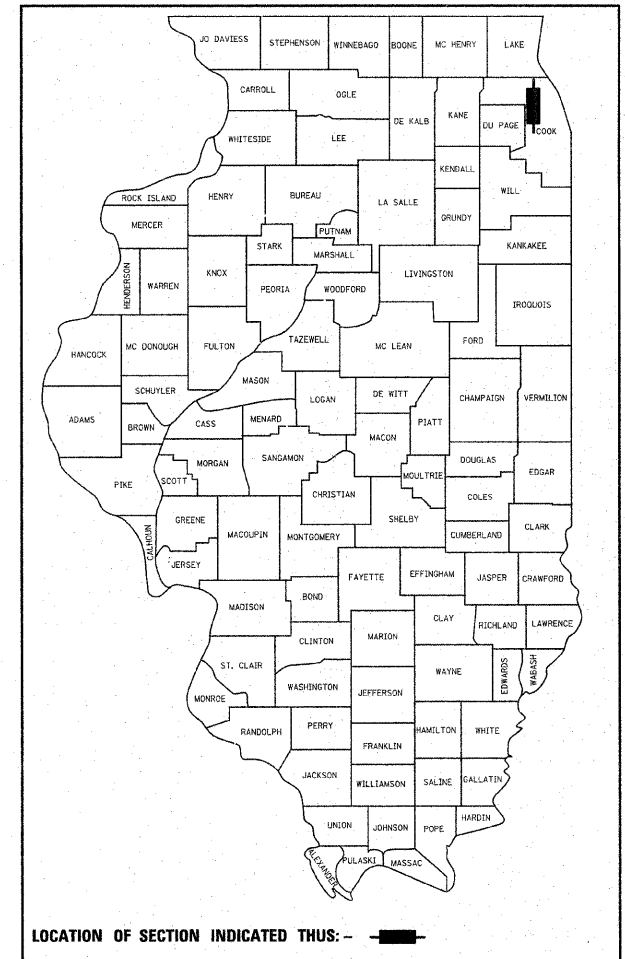 JO DAVIESS STEPHENSON WINNEBAGO BOONE MC HENRY LAKE
CARROLL OGLE DE KALB KANE DU PAGE COOK
WHITESIDE LEE
KENDALL WILL
ROCK ISLAND HENRY BUREAU LA SALLE GRUNDY
MERCER PUTNAM
STARK MARSHALL KANKAKEE
HENDERSON WARREN KNOX PEORIA WOODFORD LIVINGSTON IROQUOIS
HANCOCK MC DONOUGH FULTON TAZEWELL MC LEAN FORD
SCHUYLER MASON LOGAN DE WITT CHAMPAIGN VERMILION
ADAMS BROWN CASS MENARD MACON PIATT
PIKE SCOTT MORGAN SANGAMON CHRISTIAN MOULTRIE DOUGLAS EDGAR
COLES
CALHOUN GREENE MACOUPIN MONTGOMERY SHELBY CUMBERLAND CLARK
JERSEY FAYETTE EFFINGHAM JASPER CRAWFORD
MADISON BOND
CLINTON MARION CLAY RICHLAND LAWRENCE
ST. CLAIR WASHINGTON JEFFERSON WAYNE EDWARDS WABASH
MONROE
RANDOLPH PERRY FRANKLIN HAMILTON WHITE
JACKSON WILLIAMSON SALINE GALLATIN
UNION JOHNSON POPE HARDIN
ALEXANDER PULASKI MASSAC
LOCATION OF SECTION INDICATED THUS: -